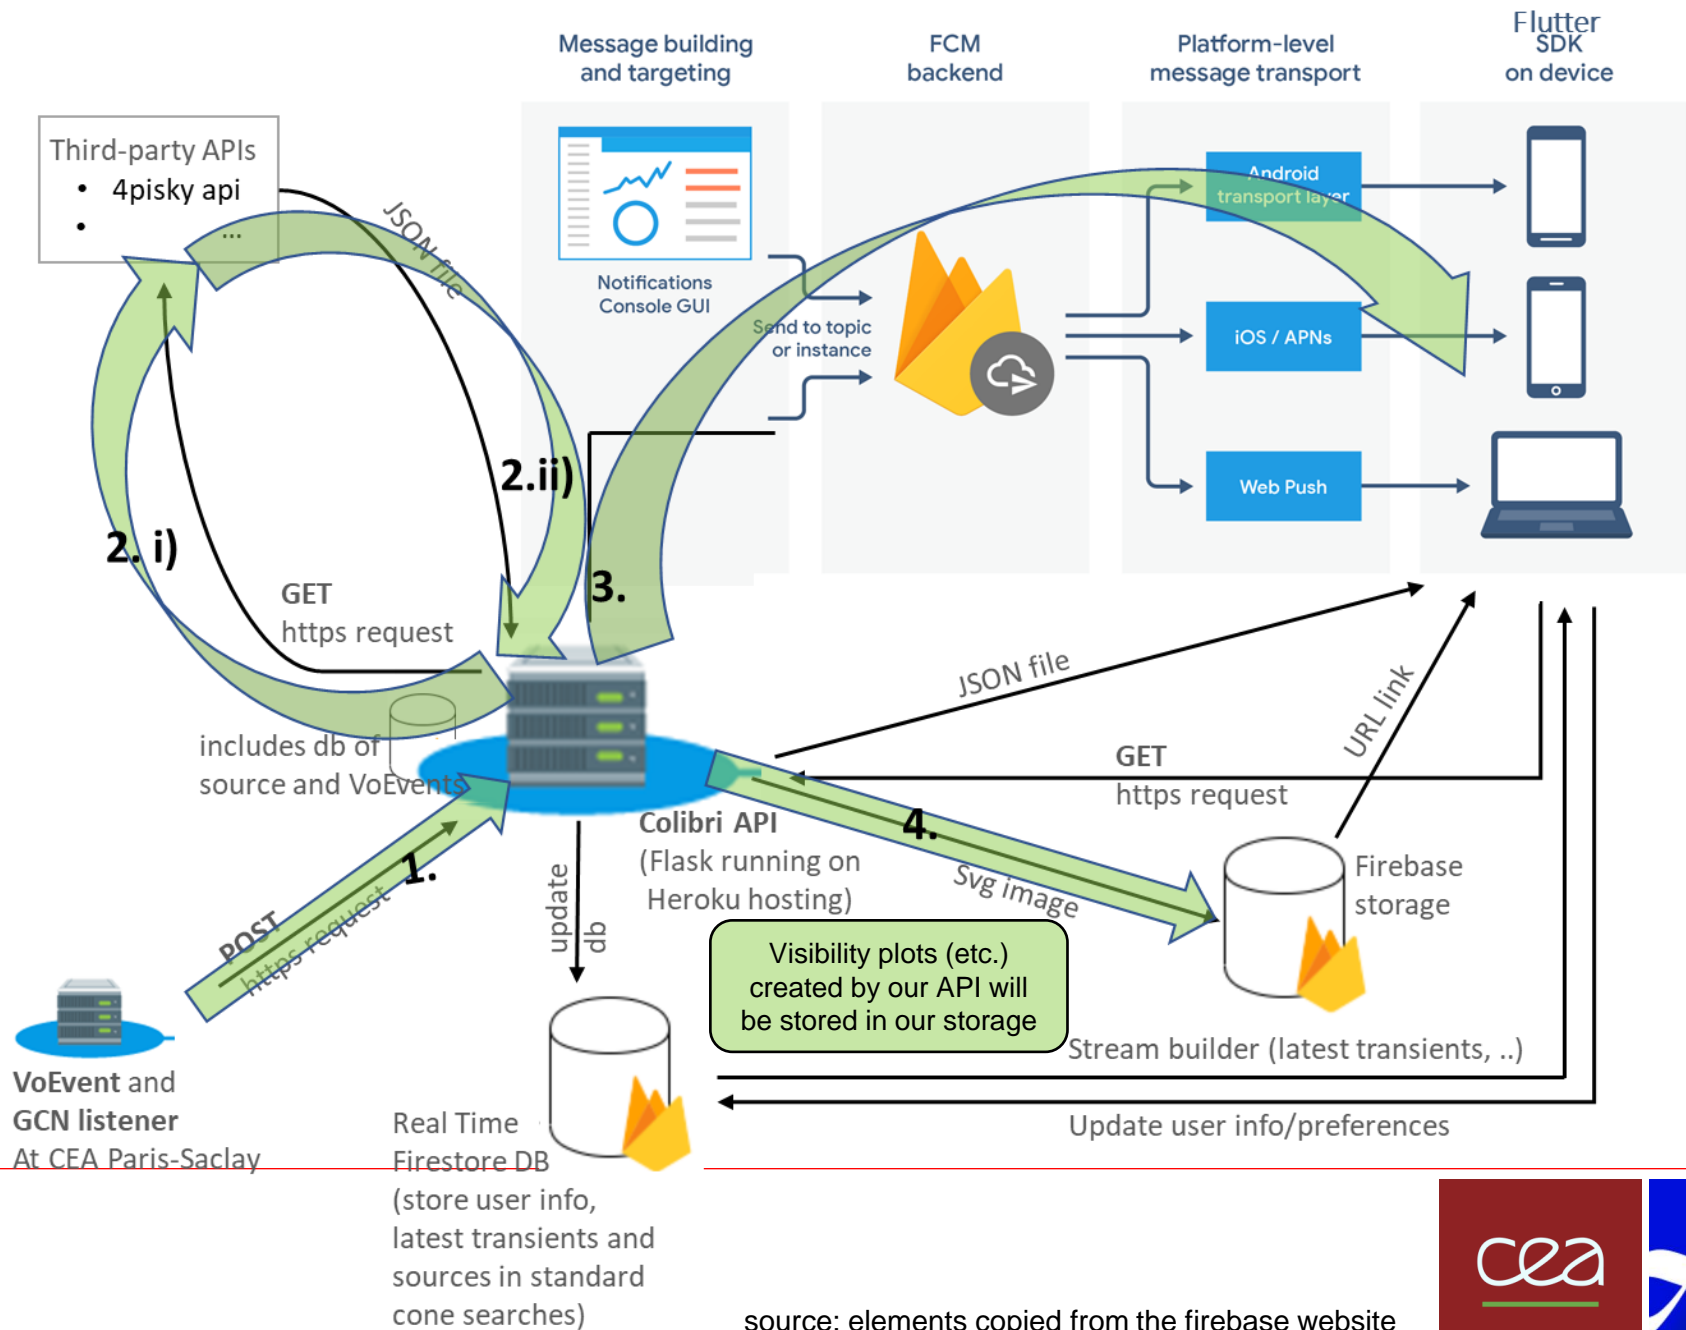 Message building
and targeting
FCM
backend
Platform-level
message transport
Flutter
SDK
on device
Third-party APIs
• 4pisky api
• ...
JSON file
Notifications
Console GUI
Send to topic
or instance
Android
transport layer
iOS / APNs
Web Push
2. i)
2.ii)
3.
GET
https request
includes db of
source and VoEvents
JSON file
URL link
GET
https request
Colibri API
(Flask running on
Heroku hosting)
4.
Svg image
Firebase
storage
1.
POST
https request
update
db
Visibility plots (etc.)
created by our API will
be stored in our storage
VoEvent and
GCN listener
At CEA Paris-Saclay
Stream builder (latest transients, ..)
Update user info/preferences
Real Time
Firestore DB
(store user info,
latest transients and
sources in standard
cone searches)
source: elements copied from the firebase website
cea